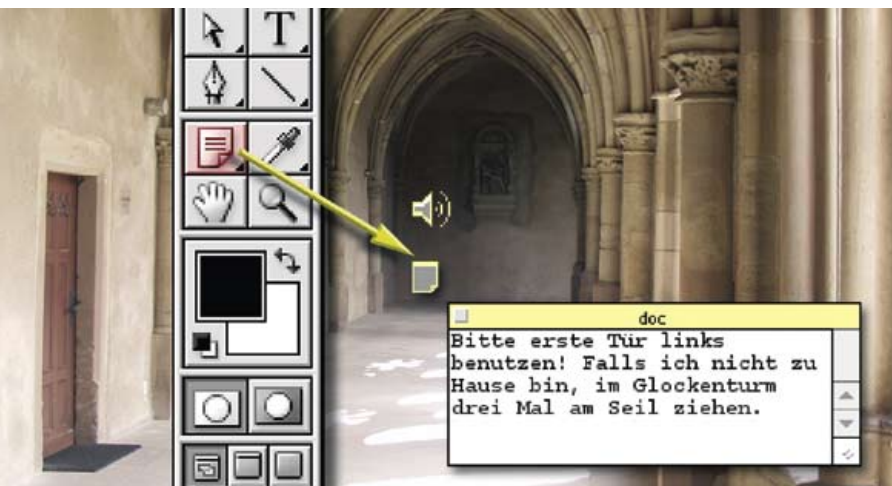 T
doc
Bitte erste Tür links
benutzen! Falls ich nicht zu
Hause bin, im Glockenturm
drei Mal am Seil ziehen.